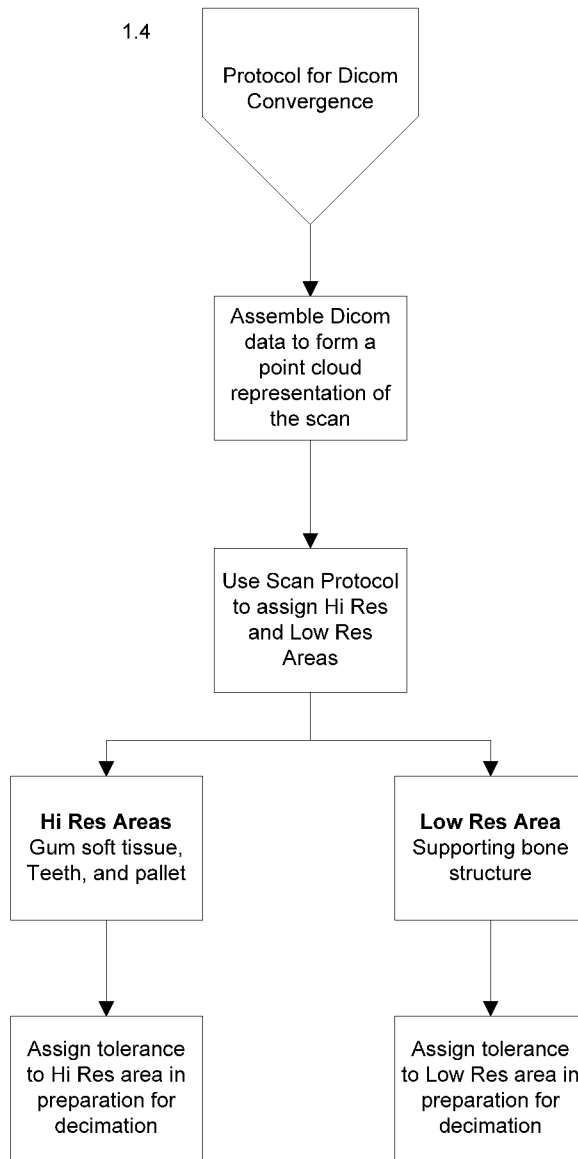 1.4
Protocol for Dicom
Convergence
Assemble Dicom
data to form a
point cloud
representation of
the scan
Use Scan Protocol
to assign Hi Res
and Low Res
Areas
Hi Res Areas
Gum soft tissue,
Teeth, and pallet
Low Res Area
Supporting bone
structure
Assign tolerance
to Hi Res area in
preparation for
decimation
Assign tolerance
to Low Res area in
preparation for
decimation